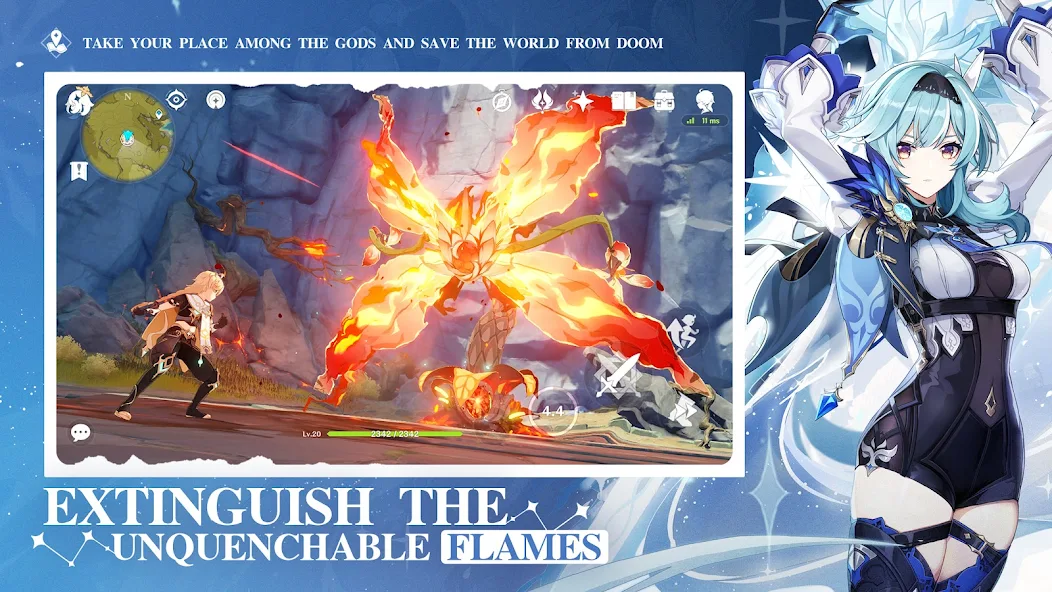 TAKE YOUR PLACE AMONG THE GODS AND SAVE THE WORLD FROM DOOM
N
11 ms
4.4
Lv.20 2342 / 2342
EXTINGUISH THE
UNQUENCHABLE FLAMES